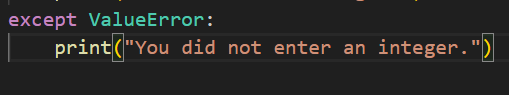 except ValueError:
    print("You did not enter an integer.")